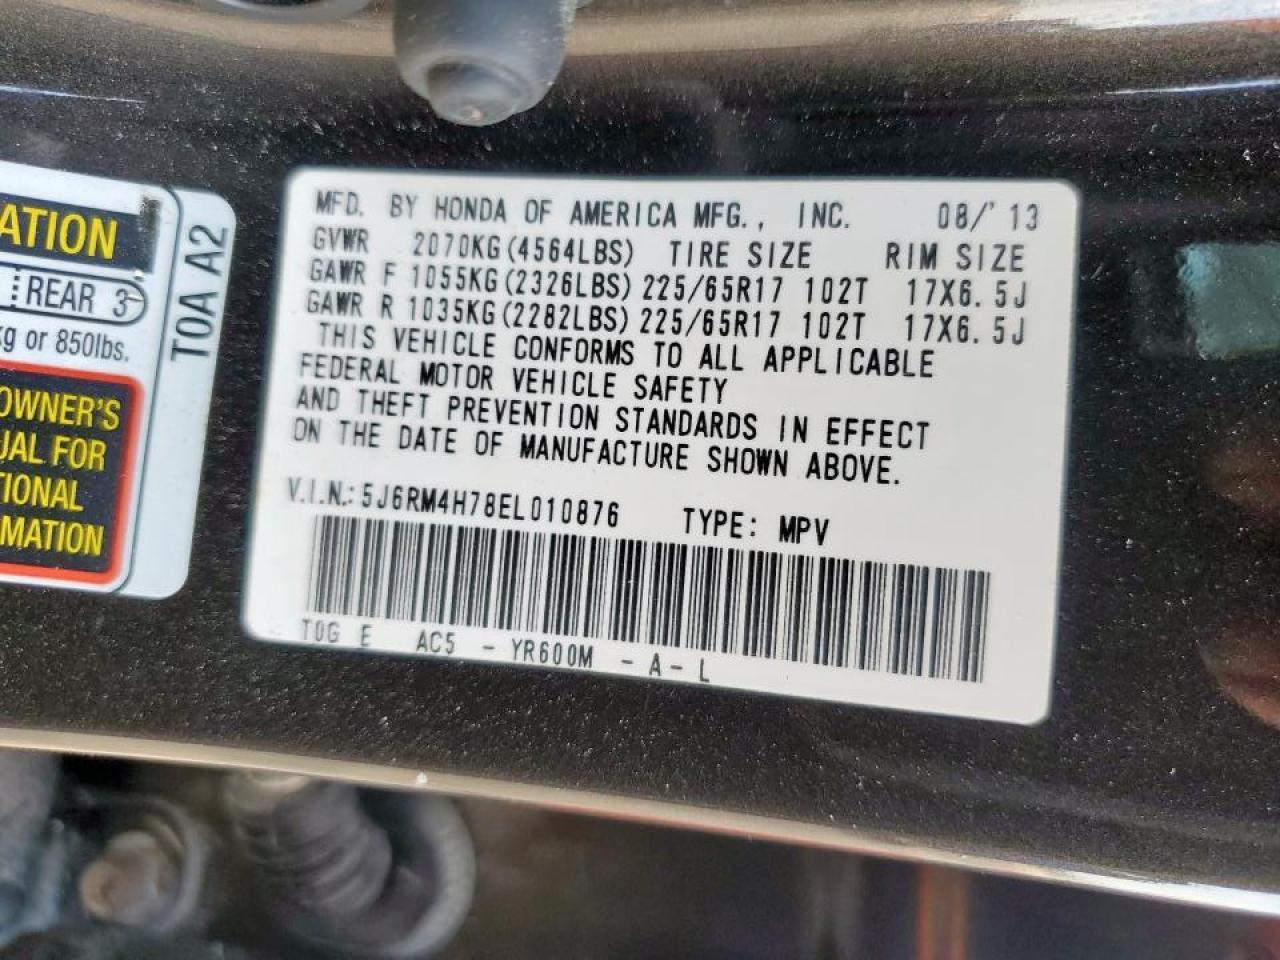 MFD. BY HONDA OF AMERICA MFG., INC. 08/'13
GVWR 2070KG(4564LBS) TIRE SIZE RIM SIZE
GAWR F 1055KG(2326LBS) 225/65R17 102T 17X6.5J
GAWR R 1035KG(2282LBS) 225/65R17 102T 17X6.5J
THIS VEHICLE CONFORMS TO ALL APPLICABLE
FEDERAL MOTOR VEHICLE SAFETY
AND THEFT PREVENTION STANDARDS IN EFFECT
ON THE DATE OF MANUFACTURE SHOWN ABOVE.
V.I.N.: 5J6RM4H78EL010876 TYPE: MPV
T0G E AC5 - YR600M - A - L
ATION
REAR 3
kg or 850lbs.
OWNER'S
UAL FOR
TIONAL
MATION
T0A A2